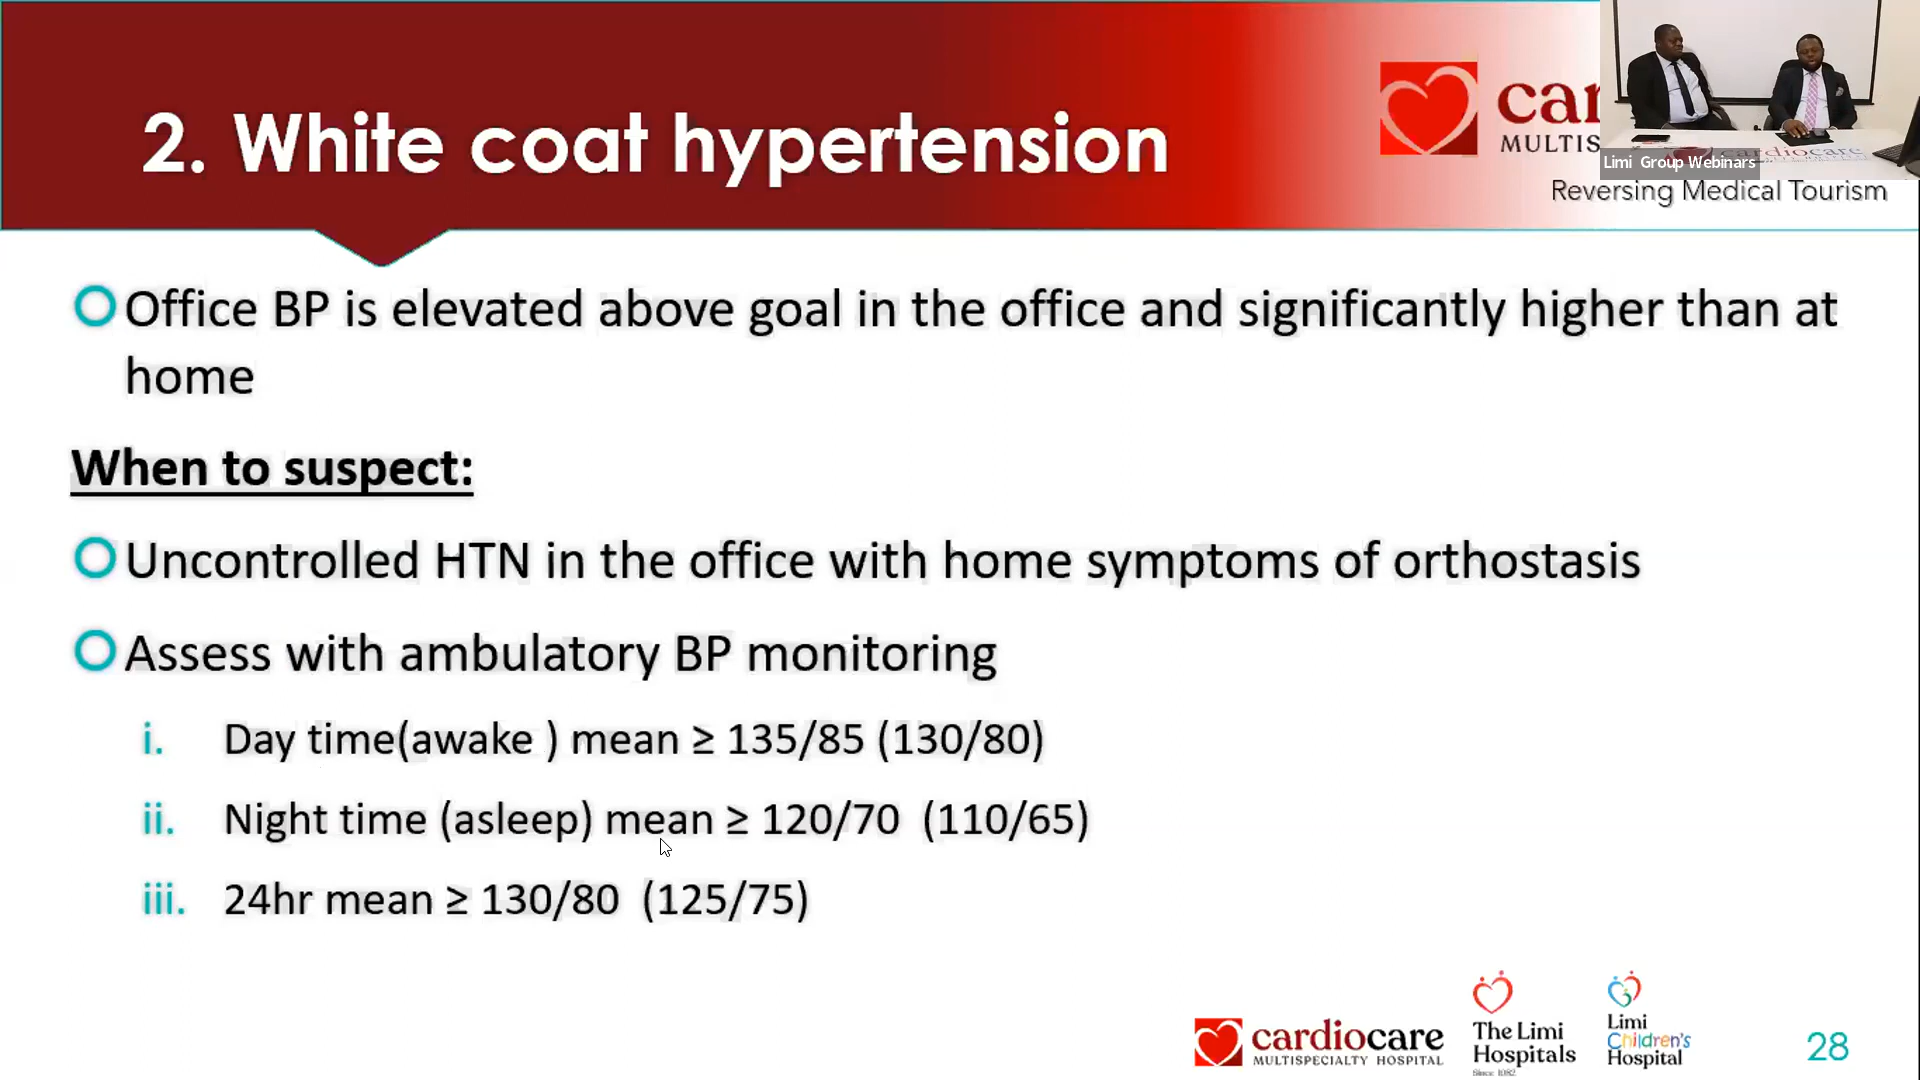 2. White coat hypertension
car
MULTIS
Limi Group Webinars
Reversing Medical Tourism
Office BP is elevated above goal in the office and significantly higher than at
home
When to suspect:
Uncontrolled HTN in the office with home symptoms of orthostasis
Assess with ambulatory BP monitoring
i. Day time(awake ) mean ≥ 135/85 (130/80)
ii. Night time (asleep) mean ≥ 120/70 (110/65)
iii. 24hr mean ≥ 130/80 (125/75)
cardiocare
MULTISPECIALTY HOSPITAL
The Limi
Hospitals
Limi
Children's
Hospital
28